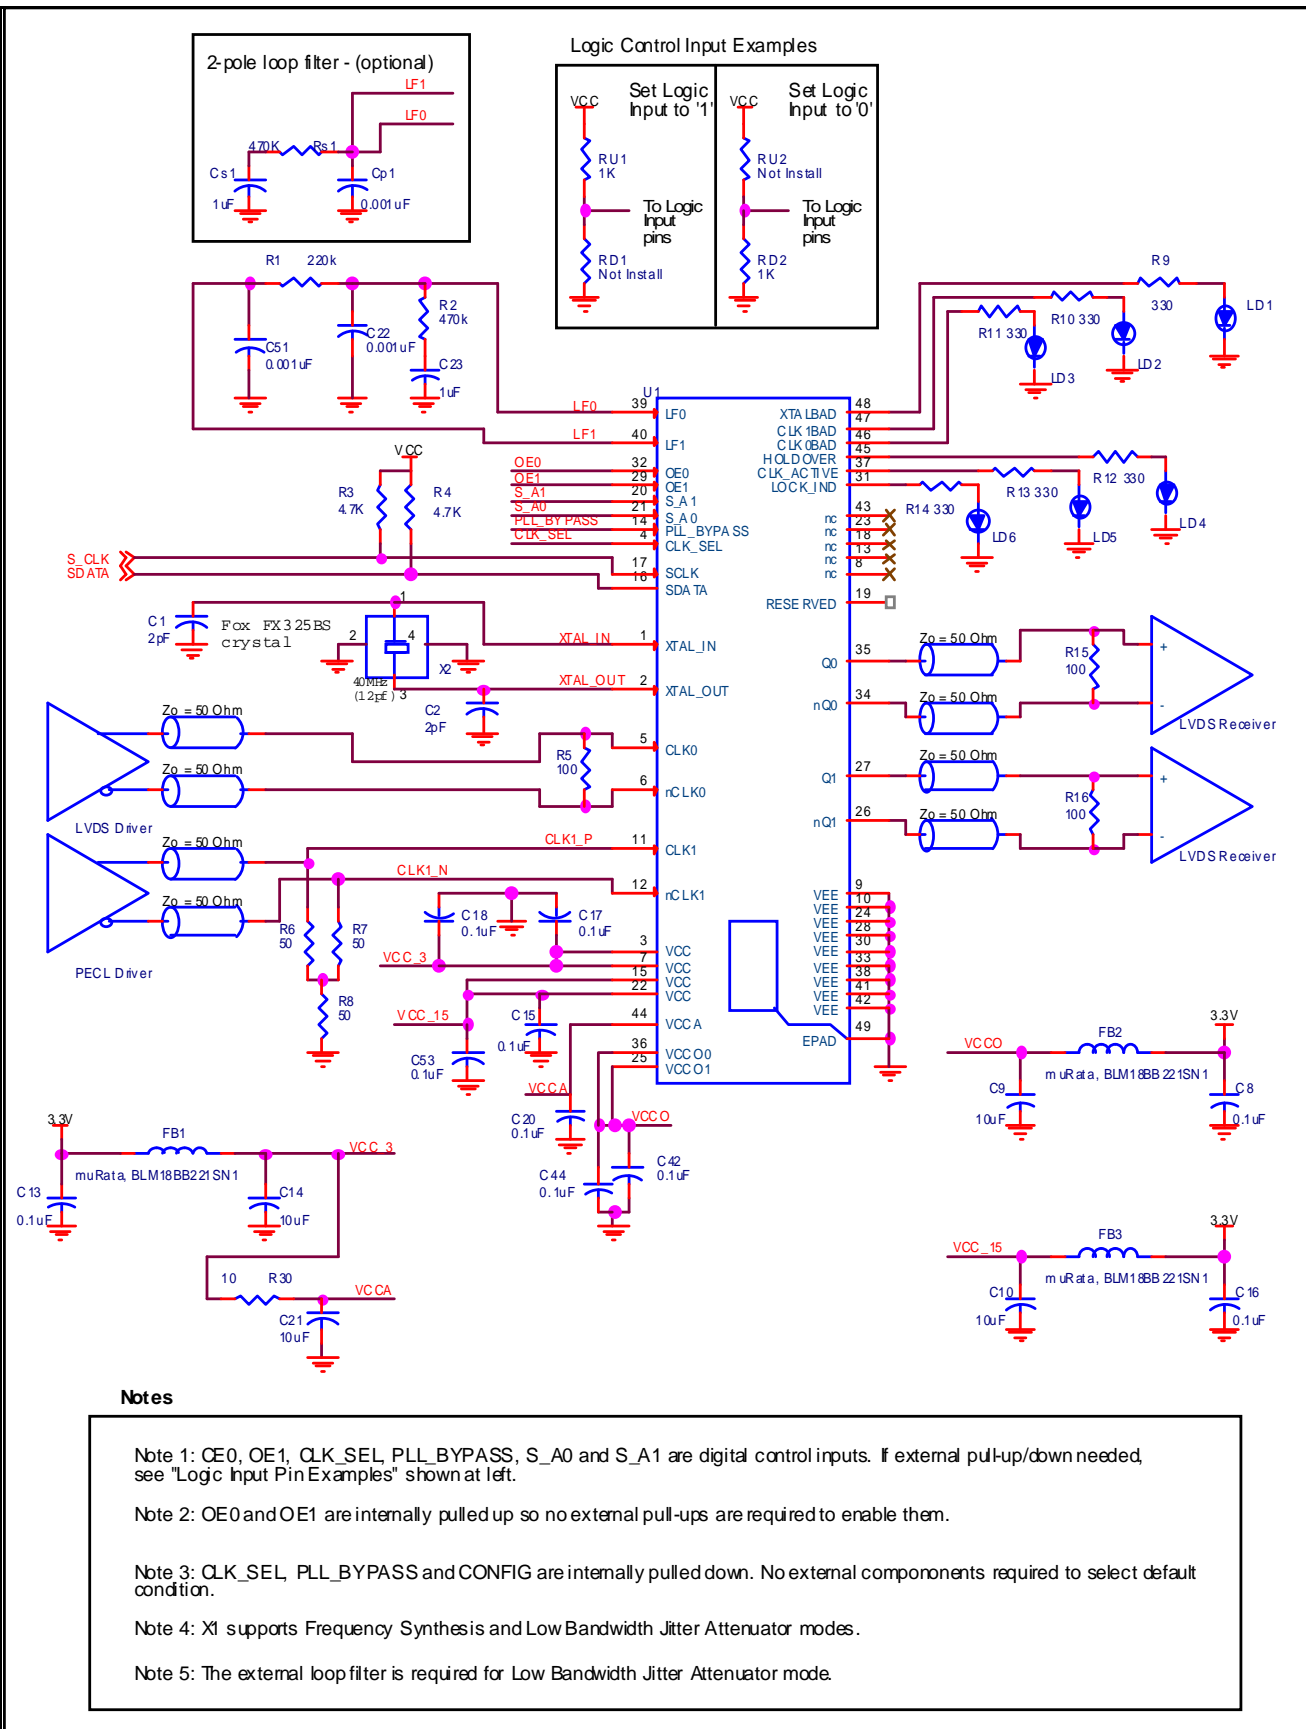 2-pole loop filter - (optional)
LF1
LF0
470K
Rs1
Cs1
1uF
Cp1
0.001uF
Logic Control Input Examples
VCC
Set Logic
Input to '1'
RU1
1K
To Logic
Input
pins
RD1
Not Install
VCC
Set Logic
Input to '0'
RU2
Not Install
To Logic
Input
pins
RD2
1K
R1
220k
R2
470k
C51
0.001uF
C22
0.001uF
C23
1uF
R9
330
LD1
R10 330
LD2
R11 330
LD3
R12 330
LD4
R13 330
LD5
R14 330
LD6
U1
LF0
39
LF0
LF1
40
LF1
OE0
32
OE0
OE1
29
OE1
S_A1
20
S_A1
S_A0
21
S_A0
PLL_BYPASS
14
PLL_BYPASS
CLK_SEL
4
CLK_SEL
17
SCLK
16
SDATA
VCC
R3
4.7K
R4
4.7K
S_CLK
SDATA
XTALBAD
48
CLK1BAD
47
CLK0BAD
46
HOLDOVER
45
CLK_ACTIVE
37
LOCK_IND
31
nc
43
nc
23
nc
18
nc
13
nc
8
RESERVED
19
C1
2pF
Fox FX325BS
crystal
1
2
4
X2
40MHz
(12pf)
3
XTAL_IN
1
XTAL_IN
XTAL_OUT
2
XTAL_OUT
C2
2pF
Zo = 50 Ohm
Zo = 50 Ohm
LVDS Driver
R5
100
5
CLK0
6
nCLK0
Zo = 50 Ohm
Zo = 50 Ohm
PECL Driver
CLK1_P
11
CLK1
CLK1_N
12
nCLK1
R6
50
R7
50
R8
50
Q0
35
Zo = 50 Ohm
nQ0
34
Zo = 50 Ohm
R15
100
+
-
LVDS Receiver
Q1
27
Zo = 50 Ohm
nQ1
26
Zo = 50 Ohm
R16
100
+
-
LVDS Receiver
C18
0.1uF
C17
0.1uF
VCC_3
3
VCC
7
VCC
15
VCC
22
VCC
VCC_15
C15
0.1uF
C53
0.1uF
44
VCCA
36
VCCO0
25
VCCO1
VCCA
C20
0.1uF
VCCO
C44
0.1uF
C42
0.1uF
VEE
9
VEE
10
VEE
24
VEE
28
VEE
30
VEE
33
VEE
38
VEE
41
VEE
42
EPAD
49
VCCO
FB2
3.3V
muRata, BLM18BB221SN1
C9
10uF
C8
0.1uF
3.3V
FB1
VCC_3
muRata, BLM18BB221SN1
C13
0.1uF
C14
10uF
10
R30
VCCA
C21
10uF
VCC_15
FB3
3.3V
muRata, BLM18BB221SN1
C10
10uF
C16
0.1uF
Notes
Note 1: CE0, OE1, CLK_SEL, PLL_BYPASS, S_A0 and S_A1 are digital control inputs. If external pull-up/down needed,
see "Logic Input Pin Examples" shown at left.
Note 2: OE0 and OE1 are internally pulled up so no external pull-ups are required to enable them.
Note 3: CLK_SEL, PLL_BYPASS and CONFIG are internally pulled down. No external compononents required to select default
condition.
Note 4: X1 supports Frequency Synthesis and Low Bandwidth Jitter Attenuator modes.
Note 5: The external loop filter is required for Low Bandwidth Jitter Attenuator mode.